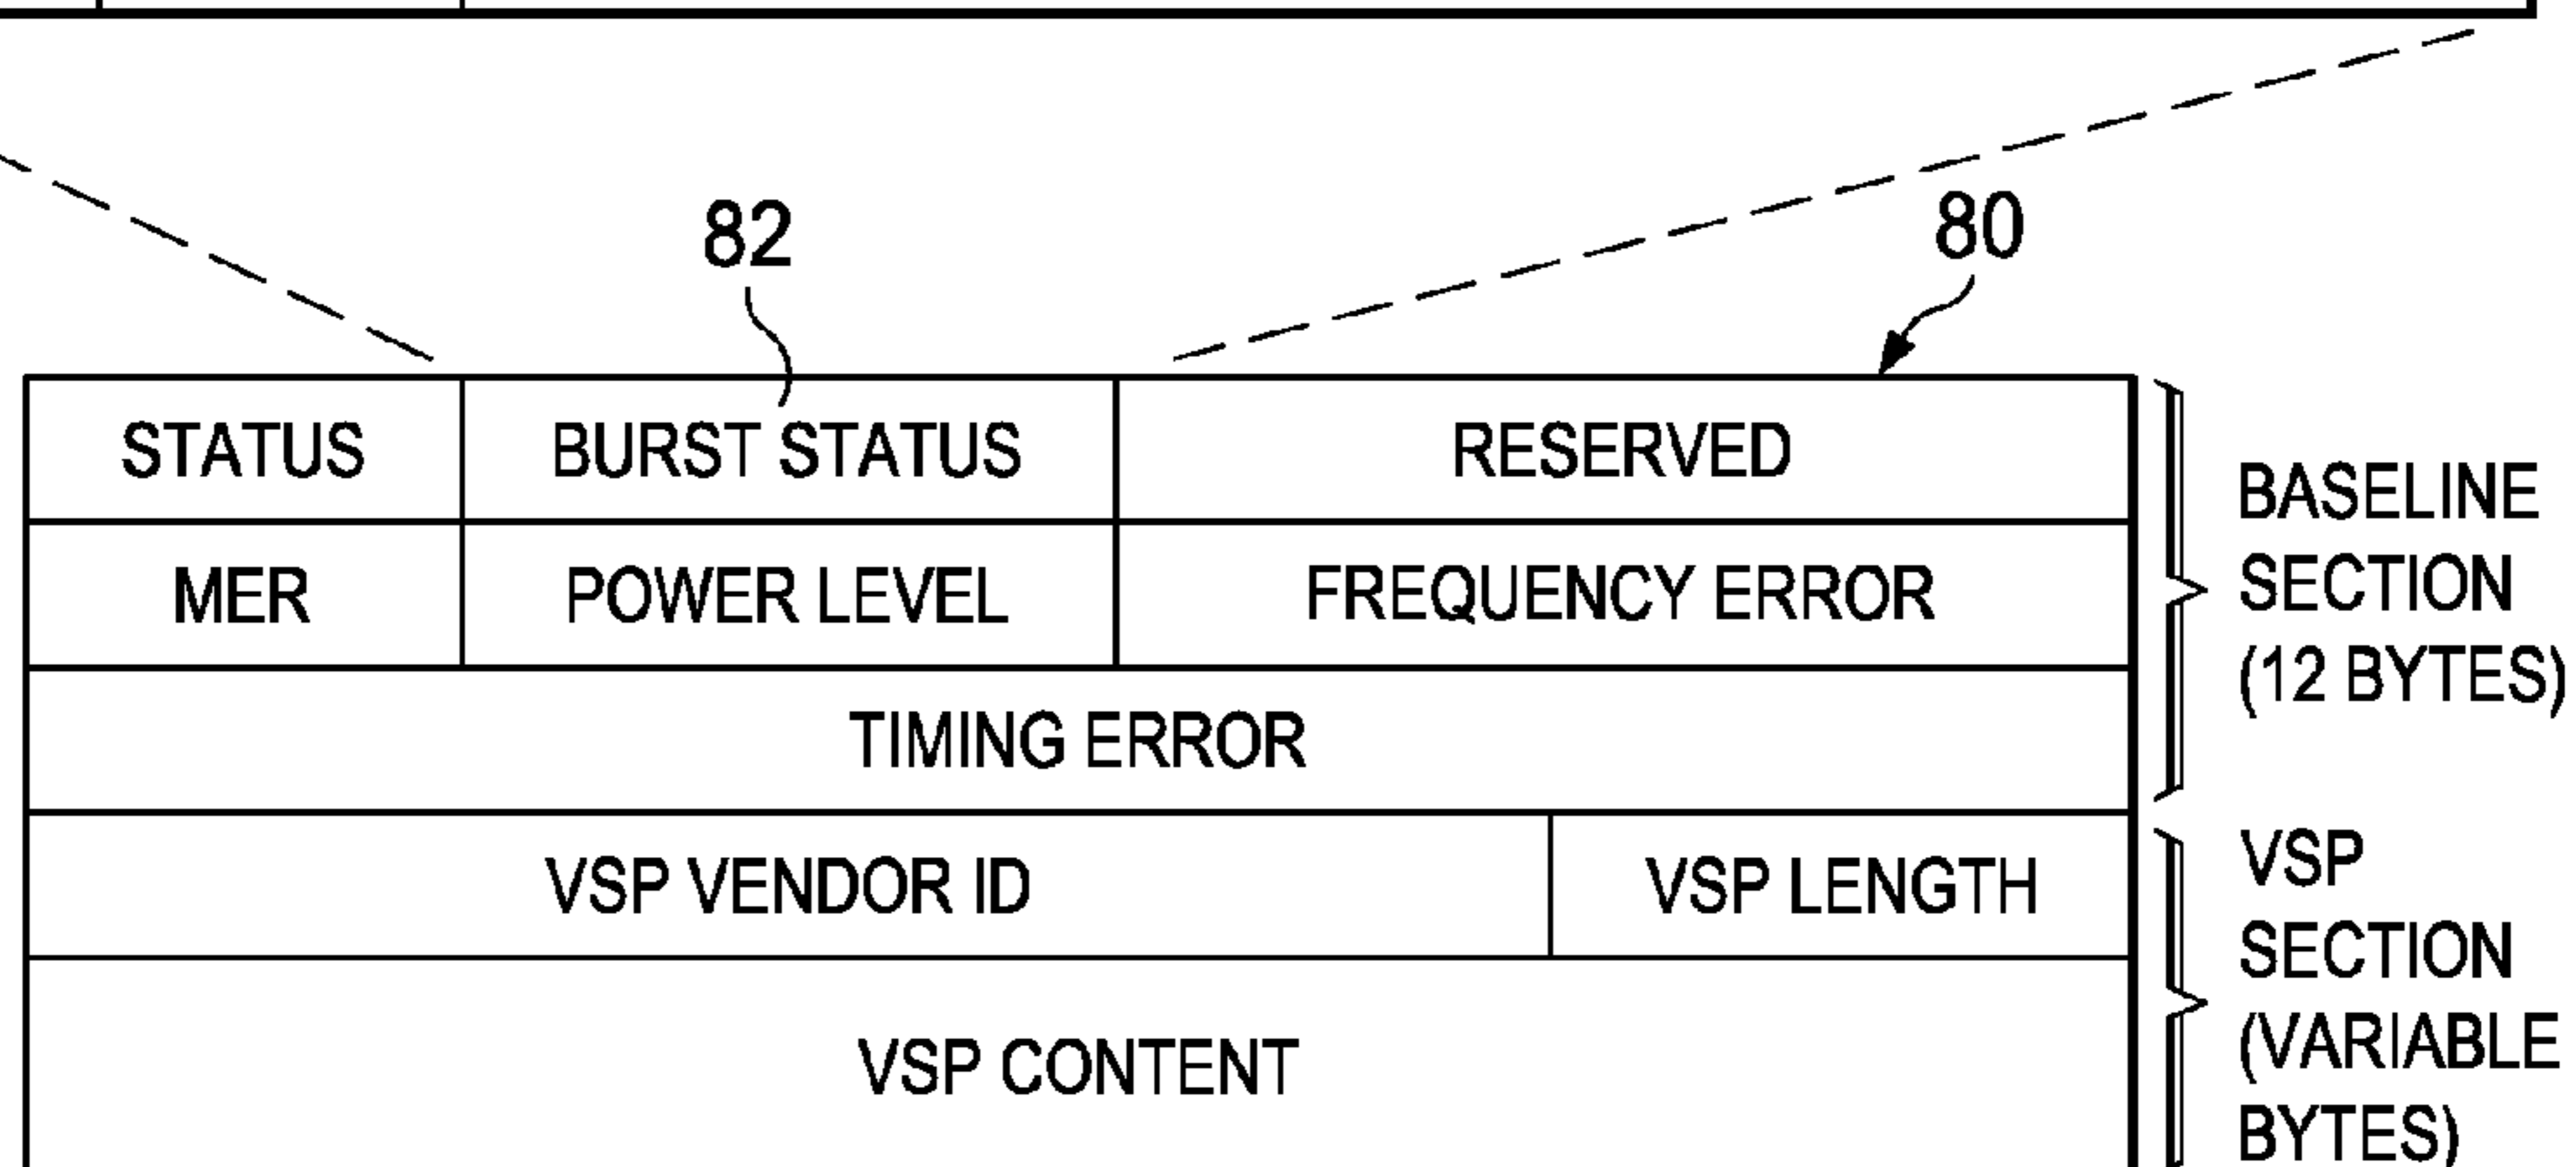 82
80
STATUS
BURST STATUS
RESERVED
MER
POWER LEVEL
FREQUENCY ERROR
TIMING ERROR
BASELINE
SECTION
(12 BYTES)
VSP VENDOR ID
VSP LENGTH
VSP CONTENT
VSP
SECTION
(VARIABLE
BYTES)